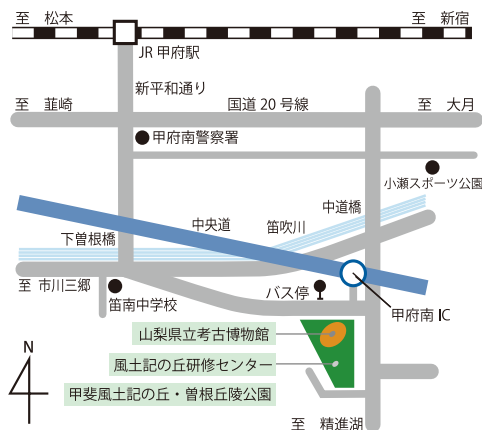 至 松本
至 新宿
JR 甲府駅
新平和通り
至 韮崎
国道 20 号線
至 大月
甲府南警察署
小瀬スポーツ公園
中道橋
中央道
笛吹川
下曽根橋
至 市川三郷
笛南中学校
バス停
甲府南 IC
山梨県立考古博物館
風土記の丘研修センター
甲斐風土記の丘・曽根丘陵公園
N
至 精進湖